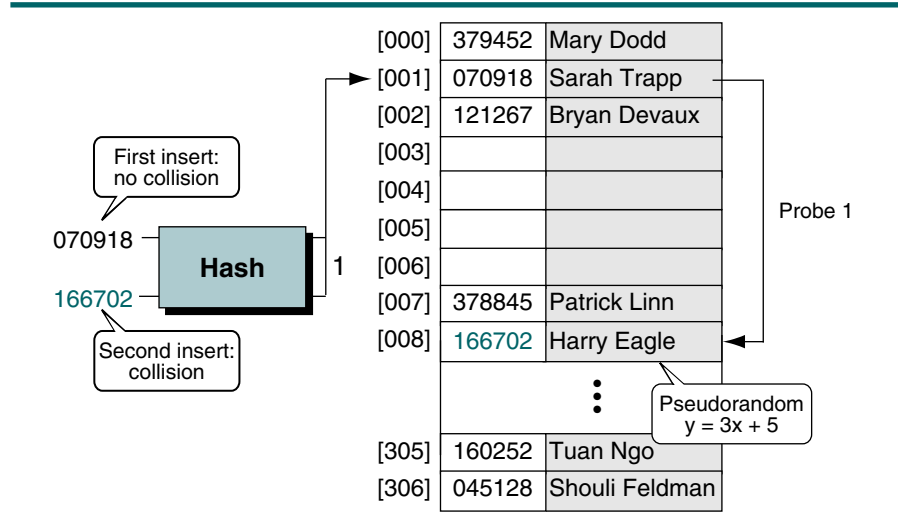 [000] 379452 Mary Dodd
[001] 070918 Sarah Trapp
[002] 121267 Bryan Devaux
First insert:
no collision
[003]
[004]
[005]
Probe 1
070918
Hash
1
[006]
166702
[007] 378845 Patrick Linn
[008] 166702 Harry Eagle
Second insert:
collision
Pseudorandom
y = 3x + 5
[305] 160252 Tuan Ngo
[306] 045128 Shouli Feldman